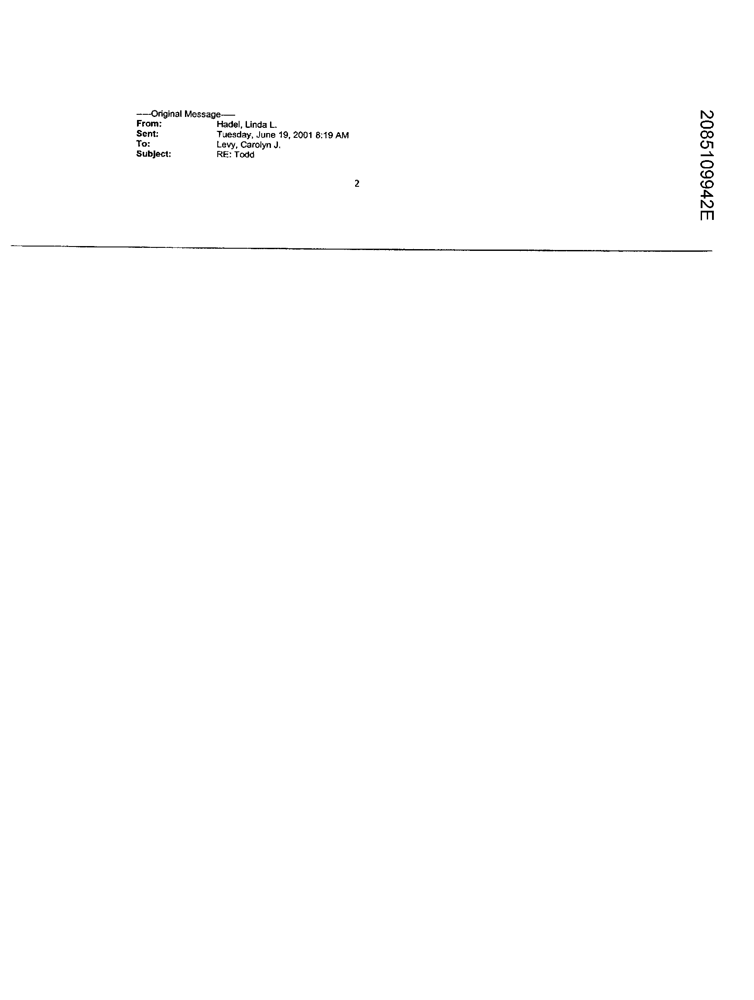 -----Original Message-----
From: Hadel, Linda L.
Sent: Tuesday, June 19, 2001 8:19 AM
To: Levy, Carolyn J.
Subject: RE: Todd
2
2085109942E